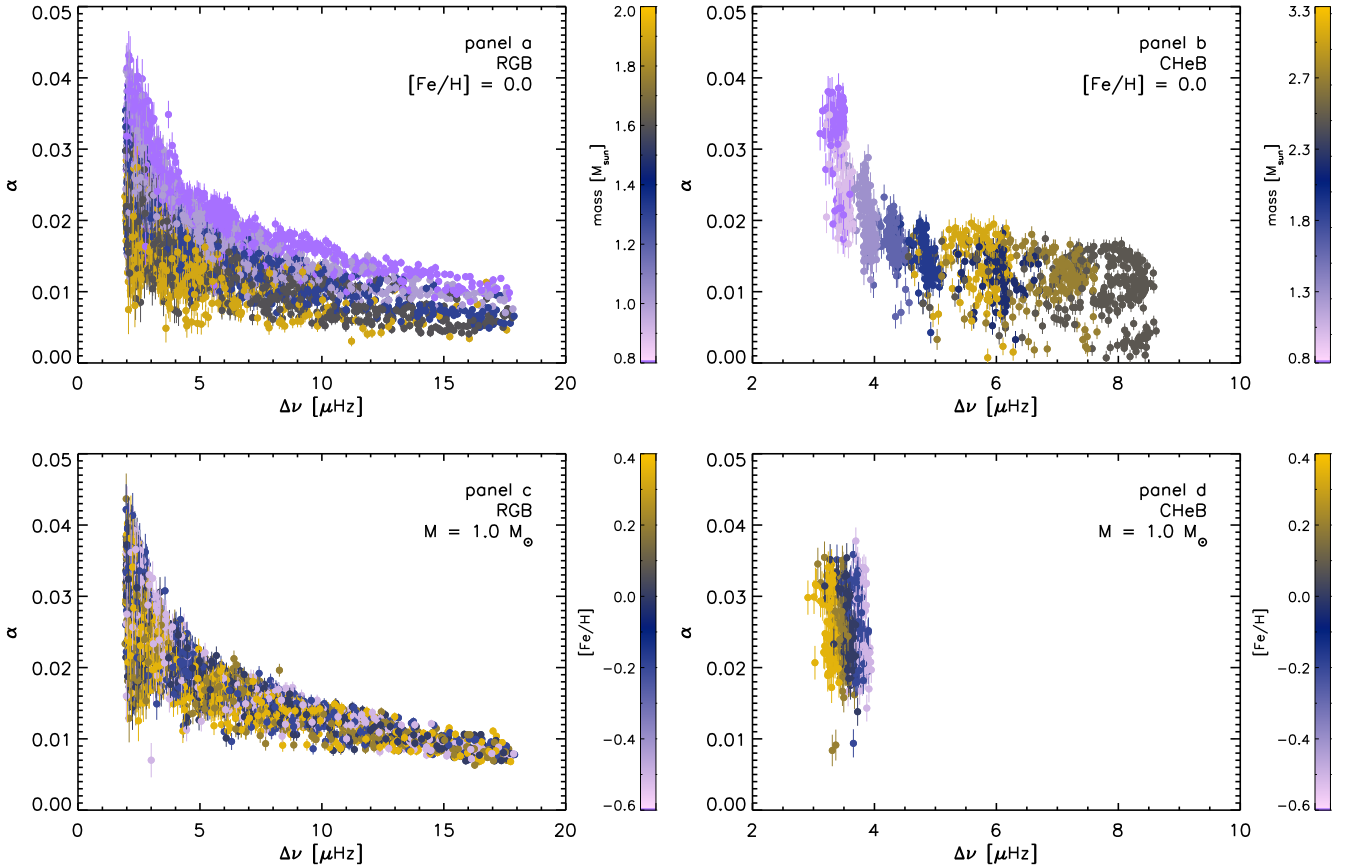 panel a
RGB
[Fe/H] = 0.0
0.05
0.04
0.03
0.02
0.01
0.00
α
0 5 10 15 20
Δν [μHz]
2.0
1.8
1.6
1.4
1.2
1.0
0.8
mass [M_sun]
panel b
CHeB
[Fe/H] = 0.0
0.05
0.04
0.03
0.02
0.01
0.00
α
2 4 6 8 10
Δν [μHz]
3.3
2.7
2.3
1.8
1.3
0.8
mass [M_sun]
panel c
RGB
M = 1.0 M⊙
0.05
0.04
0.03
0.02
0.01
0.00
α
0 5 10 15 20
Δν [μHz]
0.4
0.2
0.0
−0.2
−0.4
−0.6
[Fe/H]
panel d
CHeB
M = 1.0 M⊙
0.05
0.04
0.03
0.02
0.01
0.00
α
2 4 6 8 10
Δν [μHz]
0.4
0.2
0.0
−0.2
−0.4
−0.6
[Fe/H]